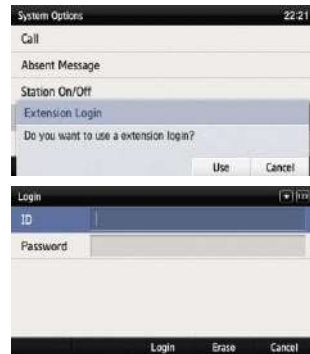 System Options 22:21
Call
Absent Message
Station On/Off
Extension Login
Do you want to use a extension login?
Use Cancel
Login
ID
Password
Login Erase Cancel